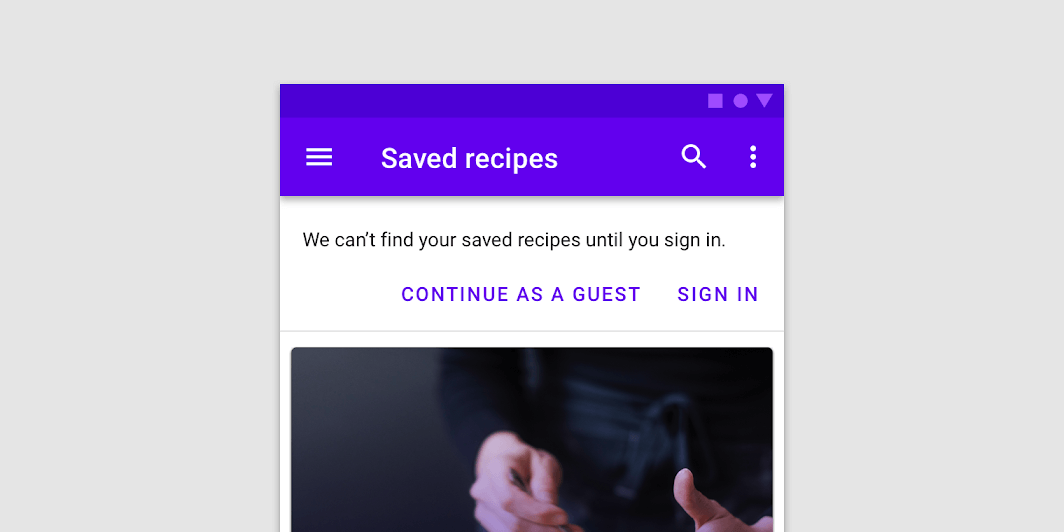 Saved recipes
We can’t find your saved recipes until you sign in.
CONTINUE AS A GUEST SIGN IN